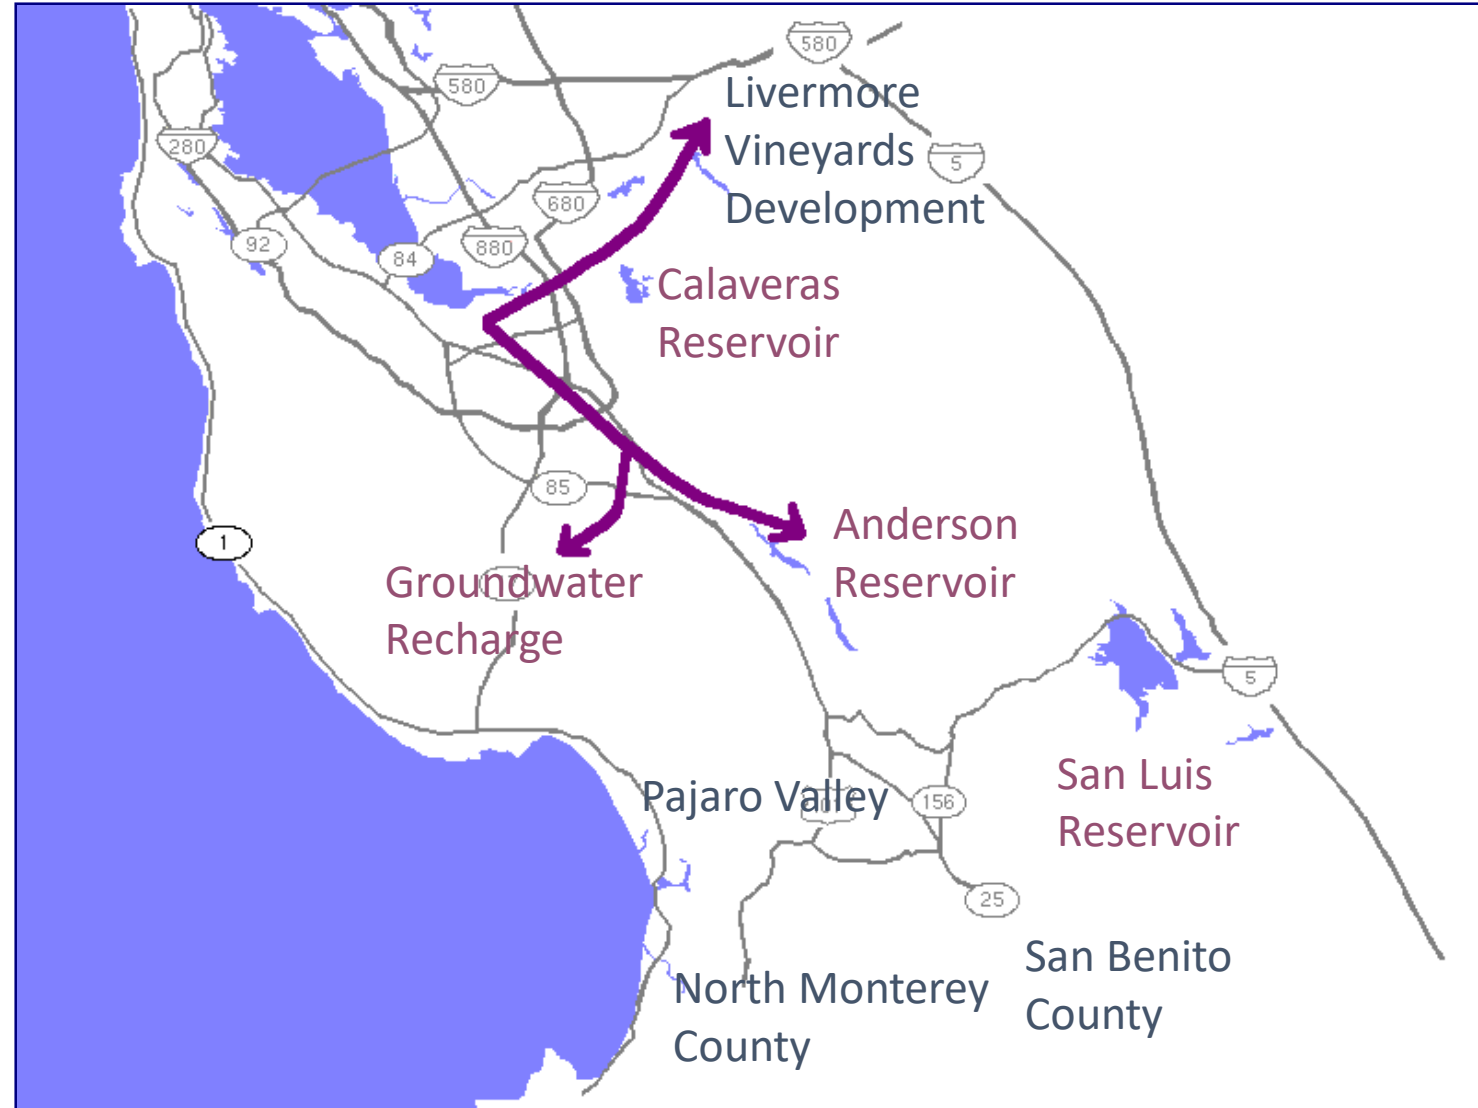 580
580
Livermore
Vineyards
Development
280
5
680
92
84
880
Calaveras
Reservoir
85
1
Anderson
Reservoir
Groundwater
Recharge
5
San Luis
Reservoir
Pajaro Valley
101
156
25
San Benito
County
North Monterey
County